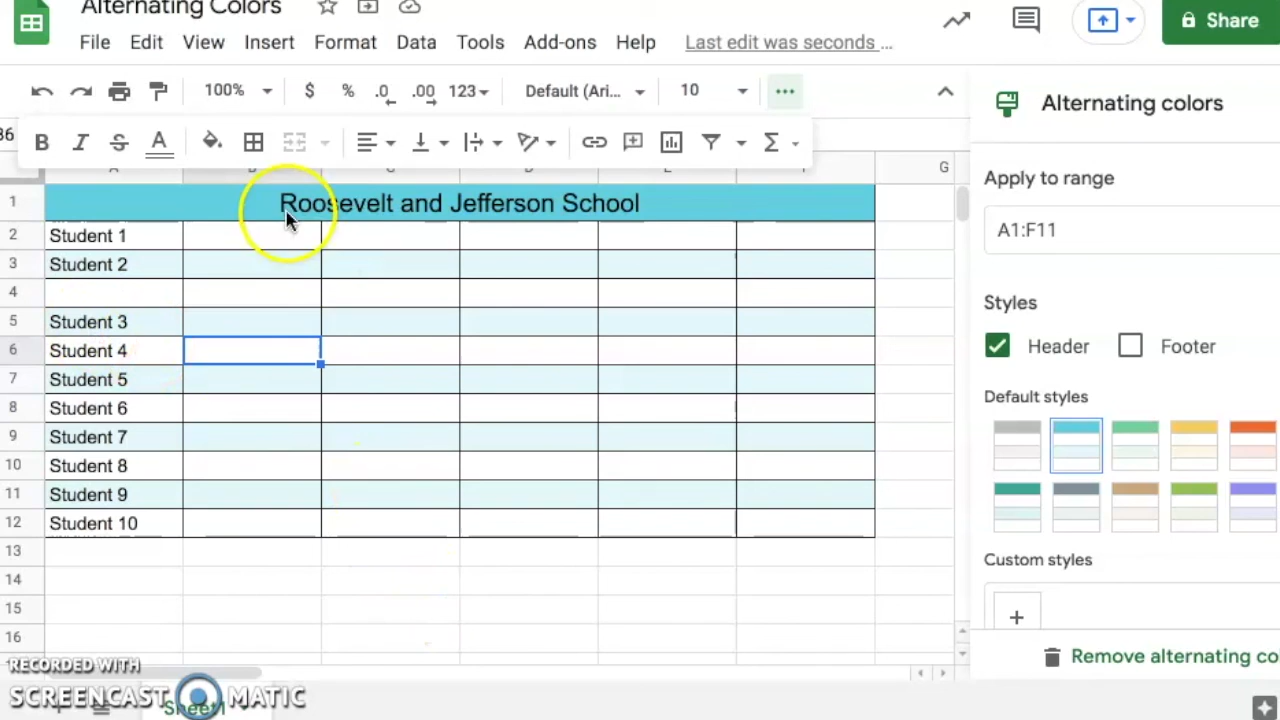 Alternating Colors
File Edit View Insert Format Data Tools Add-ons Help Last edit was seconds ...
Share
100% $ % .0 .00 123 Default (Ari... 10
Alternating colors
B I S A Σ
G
Apply to range
A1:F11
1 Roosevelt and Jefferson School
2 Student 1
3 Student 2
4
5 Student 3
6 Student 4
7 Student 5
8 Student 6
9 Student 7
10 Student 8
11 Student 9
12 Student 10
13
14
15
16
Styles
Header Footer
Default styles
Custom styles
+
Remove alternating co
RECORDED WITH
SCREENCAST MATIC
Sheet1